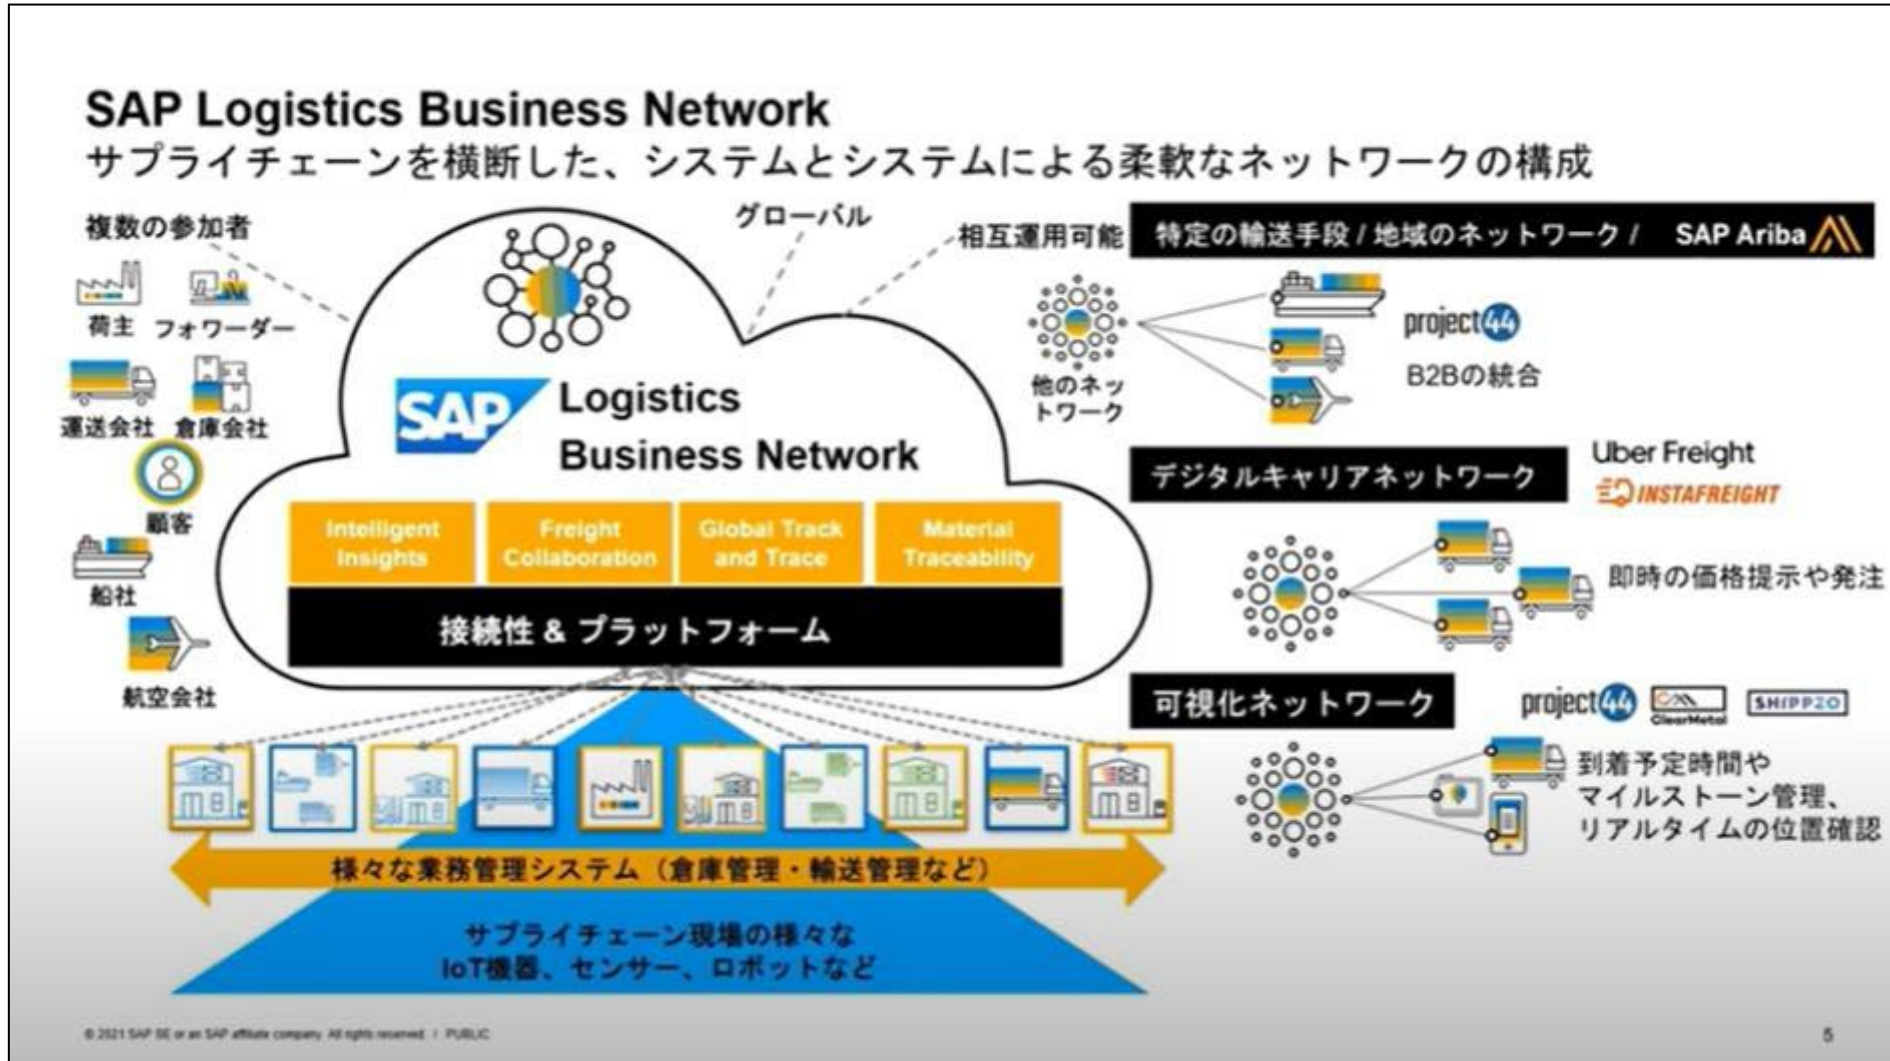 SAP Logistics Business Network
サプライチェーンを横断した、システムとシステムによる柔軟なネットワークの構成
複数の参加者
荷主
フォワーダー
運送会社
倉庫会社
顧客
船社
航空会社
グローバル
相互運用可能
SAP
Logistics
Business Network
Intelligent
Insights
Freight
Collaboration
Global Track
and Trace
Material
Traceability
接続性 & プラットフォーム
様々な業務管理システム（倉庫管理・輸送管理など）
サプライチェーン現場の様々な
IoT機器、センサー、ロボットなど
特定の輸送手段 / 地域のネットワーク / SAP Ariba
他のネッ
トワーク
project44
B2Bの統合
デジタルキャリアネットワーク
Uber Freight
INSTAFREIGHT
即時の価格提示や発注
可視化ネットワーク
project44
ClearMetal
SHIPPEO
到着予定時間や
マイルストーン管理、
リアルタイムの位置確認
© 2021 SAP SE or an SAP affiliate company. All rights reserved. | PUBLIC
5